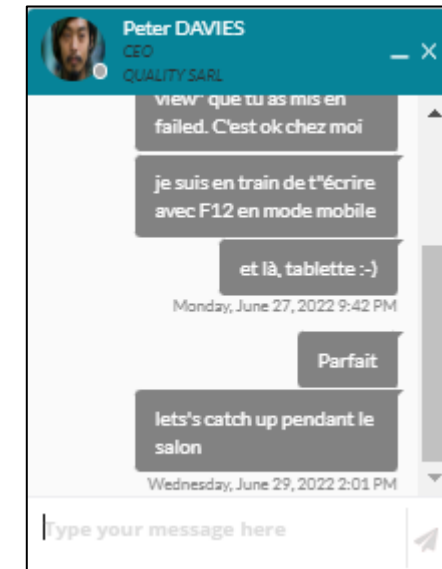 Peter DAVIES
CEO
QUALITY SARL
view" que tu as mis en
failed. C'est ok chez moi
je suis en train de t"écrire
avec F12 en mode mobile
et là, tablette :-)
Monday, June 27, 2022 9:42 PM
Parfait
lets's catch up pendant le
salon
Wednesday, June 29, 2022 2:01 PM
Type your message here